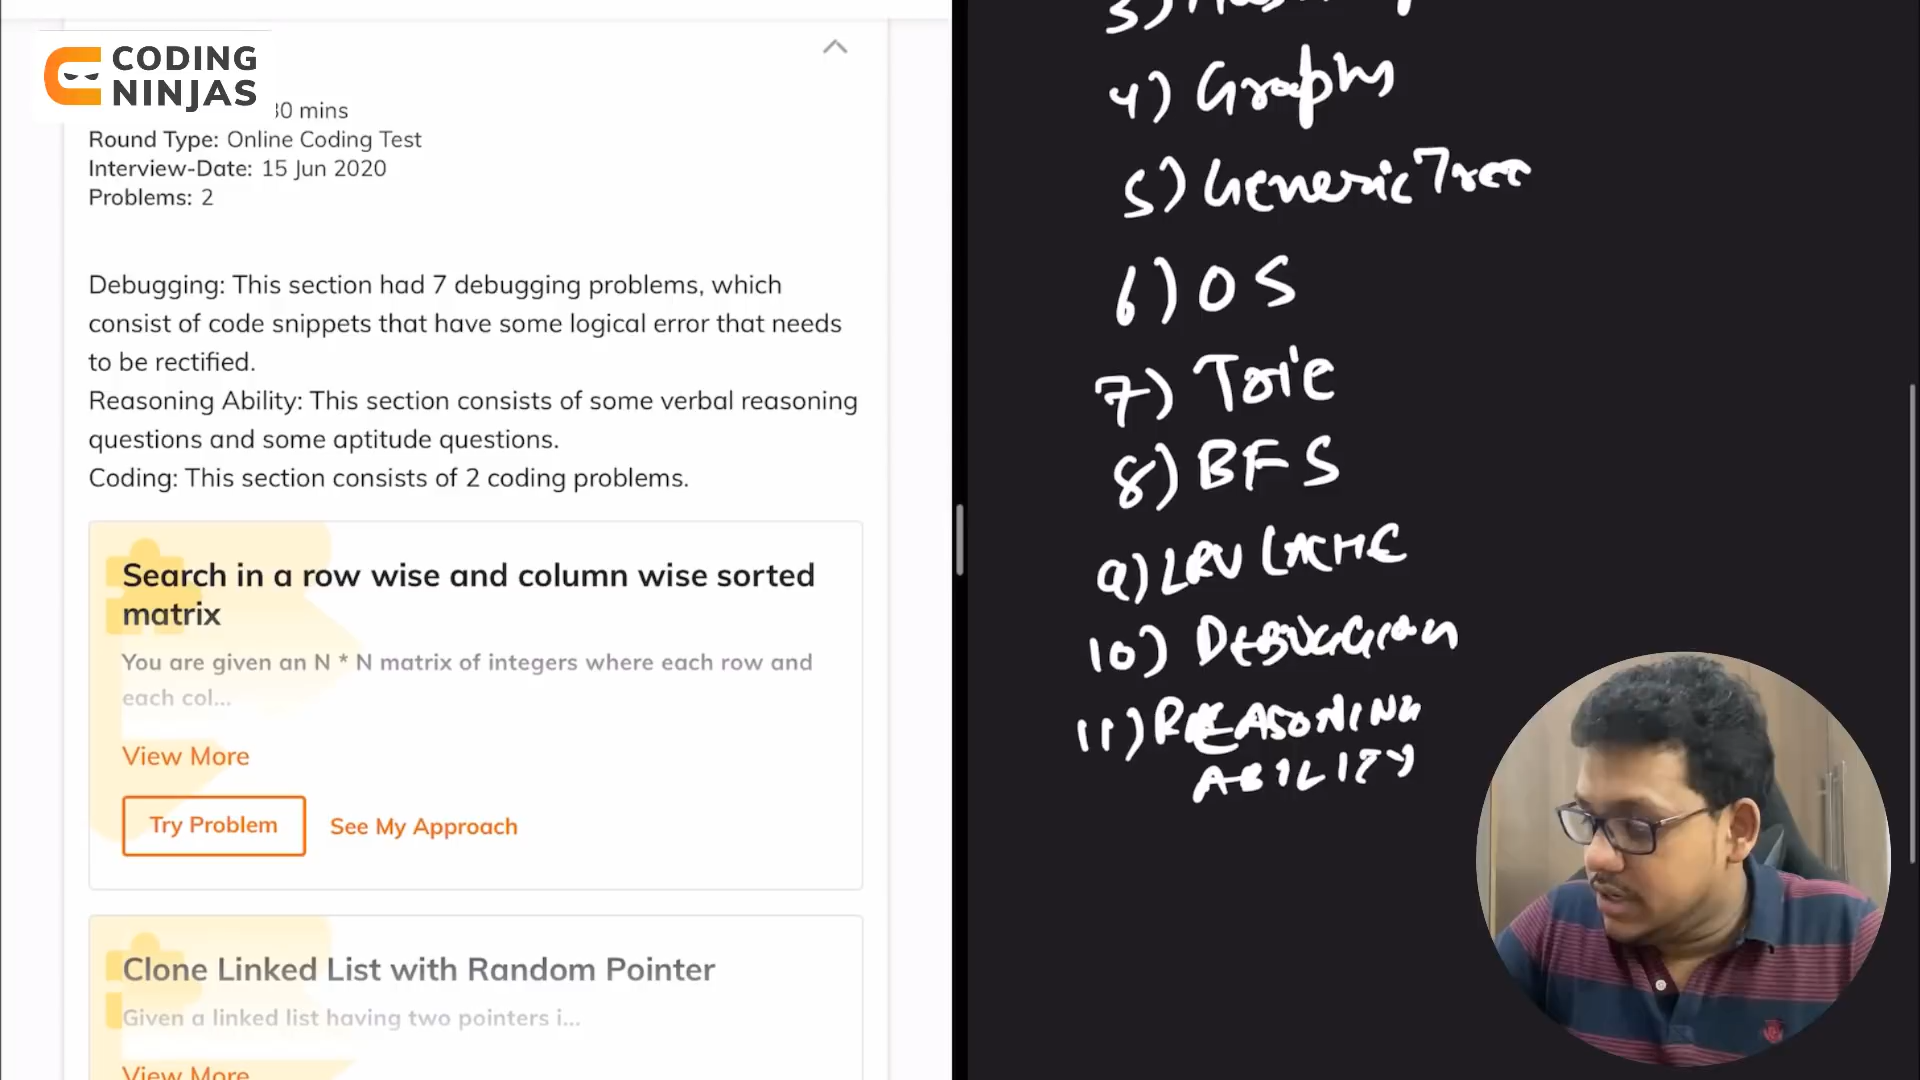 CODING
NINJAS
30 mins
Round Type: Online Coding Test
Interview-Date: 15 Jun 2020
Problems: 2
Debugging: This section had 7 debugging problems, which
consist of code snippets that have some logical error that needs
to be rectified.
Reasoning Ability: This section consists of some verbal reasoning
questions and some aptitude questions.
Coding: This section consists of 2 coding problems.
Search in a row wise and column wise sorted
matrix
You are given an N * N matrix of integers where each row and
each col...
View More
Try Problem See My Approach
Clone Linked List with Random Pointer
Given a linked list having two pointers i...
View More
3)
4) Graphs
5) Generic Tree
6) OS
7) Trie
8) BFS
9) LRU CACHE
10) DEBUGGING
11) REASONING
ABILITY